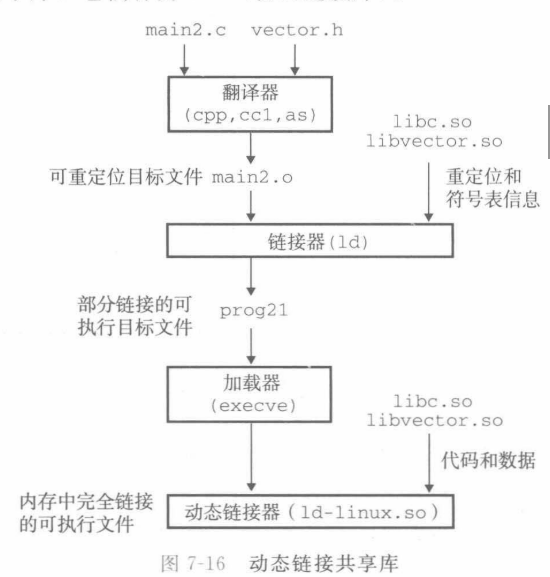 main2.c vector.h
翻译器
(cpp,cc1,as)
libc.so
libvector.so
可重定位目标文件 main2.o
重定位和
符号表信息
链接器(ld)
部分链接的可
执行目标文件
prog21
加载器
(execve)
libc.so
libvector.so
代码和数据
内存中完全链接
的可执行文件
动态链接器(ld-linux.so)
图 7-16 动态链接共享库